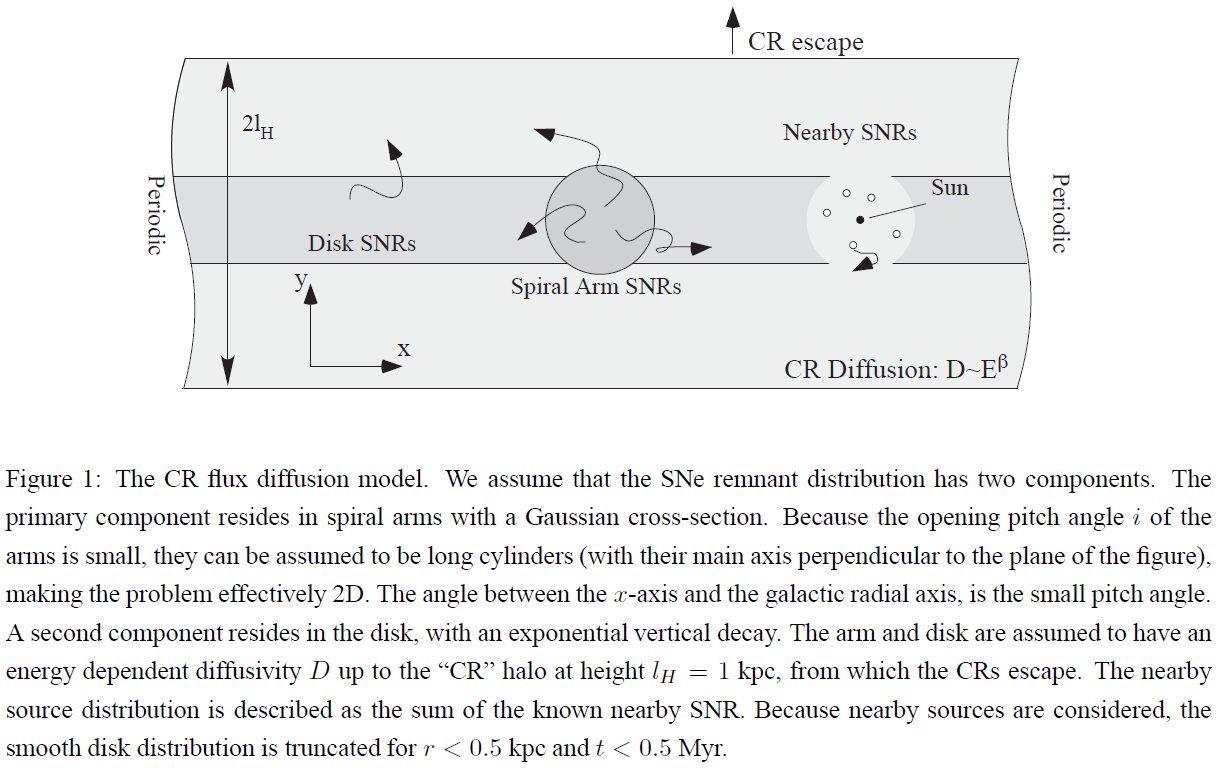 CR escape
2l_H
Nearby SNRs
Periodic
Sun
Periodic
Disk SNRs
Spiral Arm SNRs
y
x
CR Diffusion: D~E^β
Figure 1: The CR flux diffusion model. We assume that the SNe remnant distribution has two components. The
primary component resides in spiral arms with a Gaussian cross-section. Because the opening pitch angle i of the
arms is small, they can be assumed to be long cylinders (with their main axis perpendicular to the plane of the figure),
making the problem effectively 2D. The angle between the x-axis and the galactic radial axis, is the small pitch angle.
A second component resides in the disk, with an exponential vertical decay. The arm and disk are assumed to have an
energy dependent diffusivity D up to the “CR” halo at height l_H = 1 kpc, from which the CRs escape. The nearby
source distribution is described as the sum of the known nearby SNR. Because nearby sources are considered, the
smooth disk distribution is truncated for r < 0.5 kpc and t < 0.5 Myr.